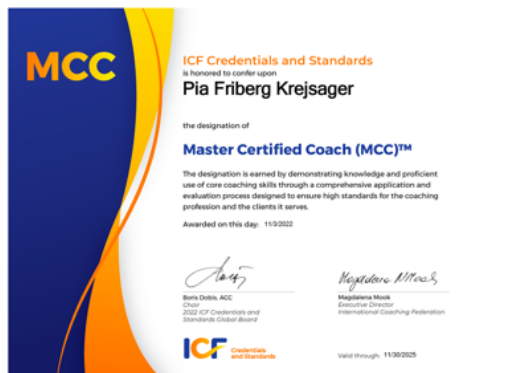 MCC
ICF Credentials and Standards
is honored to confer upon
Pia Friberg Krejsager
the designation of
Master Certified Coach (MCC)™
The designation is earned by demonstrating knowledge and proficient
use of core coaching skills through a comprehensive application and
evaluation process designed to ensure high standards for the coaching
profession and the clients it serves.
Awarded on this day: 11/3/2022
Boris Dobis, ACC
Chair
2022 ICF Credentials and
Standards Global Board
Magdalena Mook
Executive Director
International Coaching Federation
ICF Credentials
and Standards
Valid through: 11/30/2025